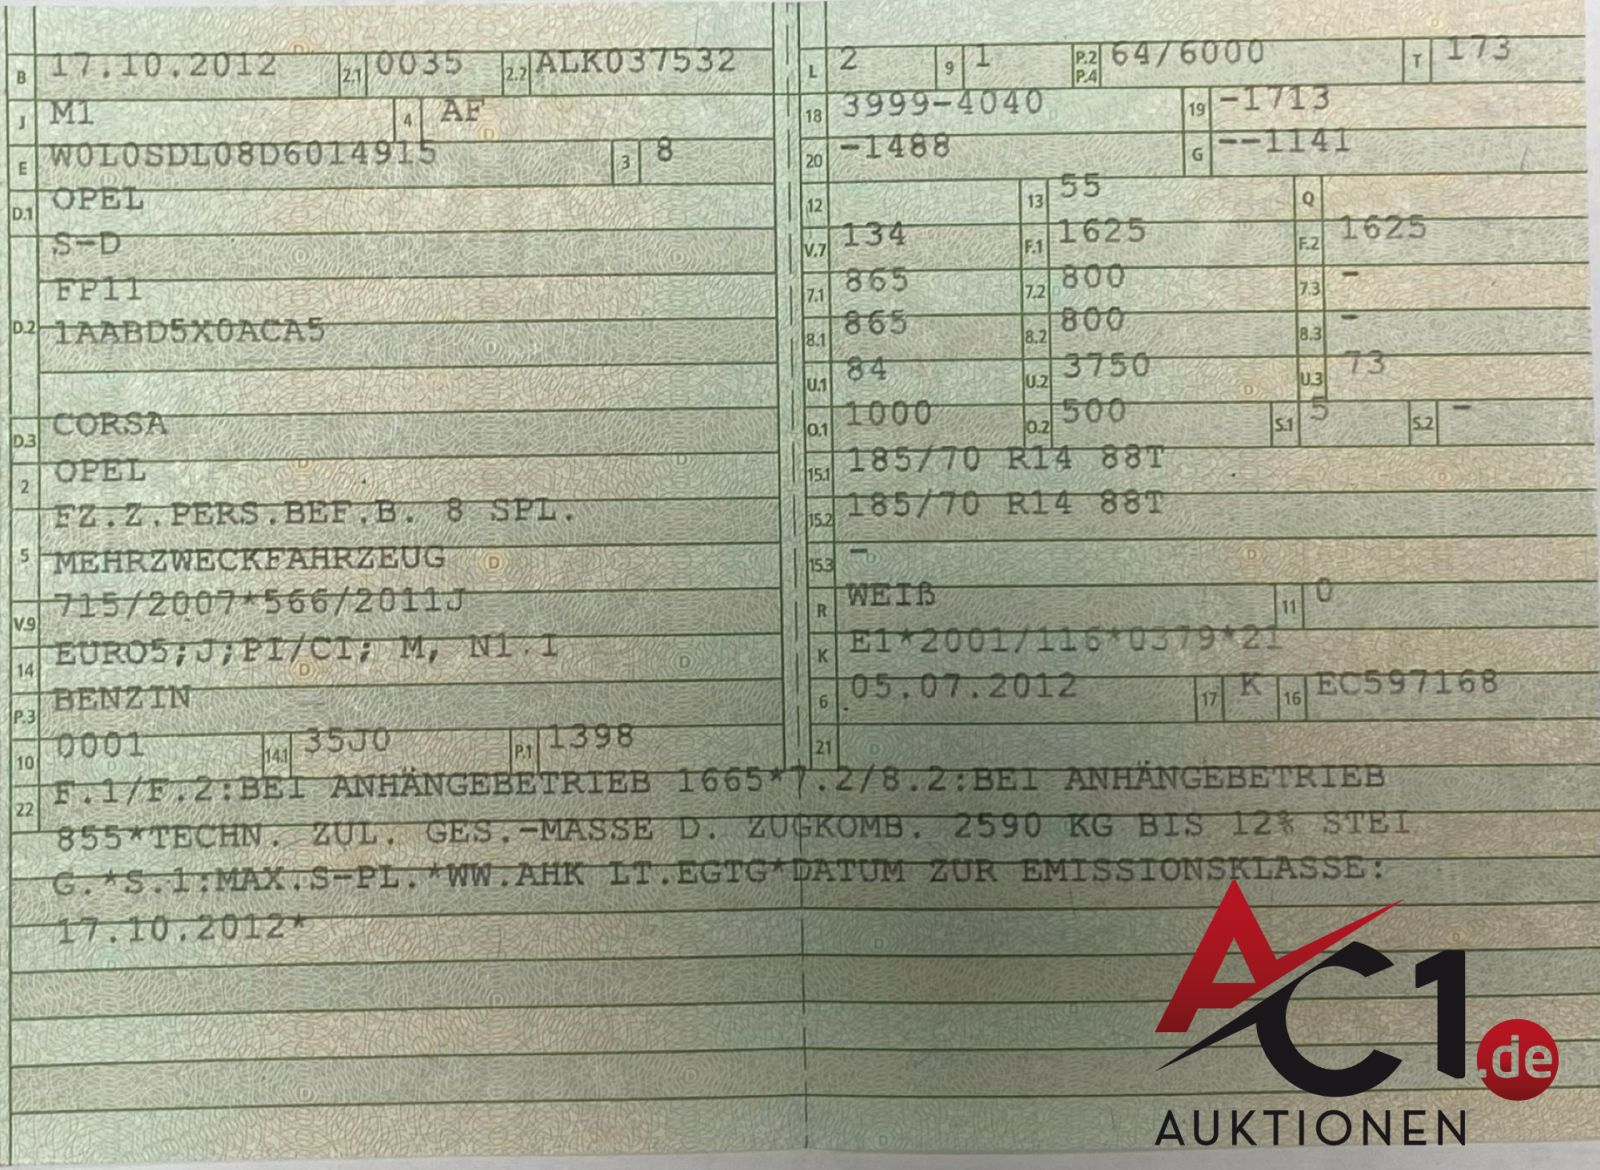 B 17.10.2012 2.1 0035 2.2 ALK037532
J M1 4 AF
E W0L0SDL08D6014915 3 8
D.1 OPEL
S-D
FP11
D.2 1AABD5X0ACA5
D.3 CORSA
2 OPEL
FZ.Z.PERS.BEF.B. 8 SPL.
5 MEHRZWECKFAHRZEUG
V.9 715/2007*566/2011J
14 EURO5;J;PI/CI; M, N1 I
P.3 BENZIN
10 0001 14.1 35J0 P.1 1398
L 2 9 1 P.2 P.4 64/6000 T 173
18 3999-4040 19 -1713
20 -1488 G --1141
12 13 55 Q
V.7 134 F.1 1625 F.2 1625
7.1 865 7.2 800 7.3 -
8.1 865 8.2 800 8.3 -
U.1 84 U.2 3750 U.3 73
O.1 1000 O.2 500 S.1 5 S.2 -
15.1 185/70 R14 88T
15.2 185/70 R14 88T
15.3 -
R WEIß 11 0
K E1*2001/116*0379*21
6 05.07.2012 17 K 16 EC597168
21
22 F.1/F.2:BEI ANHÄNGEBETRIEB 1665*7.2/8.2:BEI ANHÄNGEBETRIEB
855*TECHN. ZUL. GES.-MASSE D. ZUGKOMB. 2590 KG BIS 12% STEI
G.*S.1:MAX.S-PL.*WW.AHK LT.EGTG*DATUM ZUR EMISSIONSKLASSE:
17.10.2012*
AC1.de
AUKTIONEN